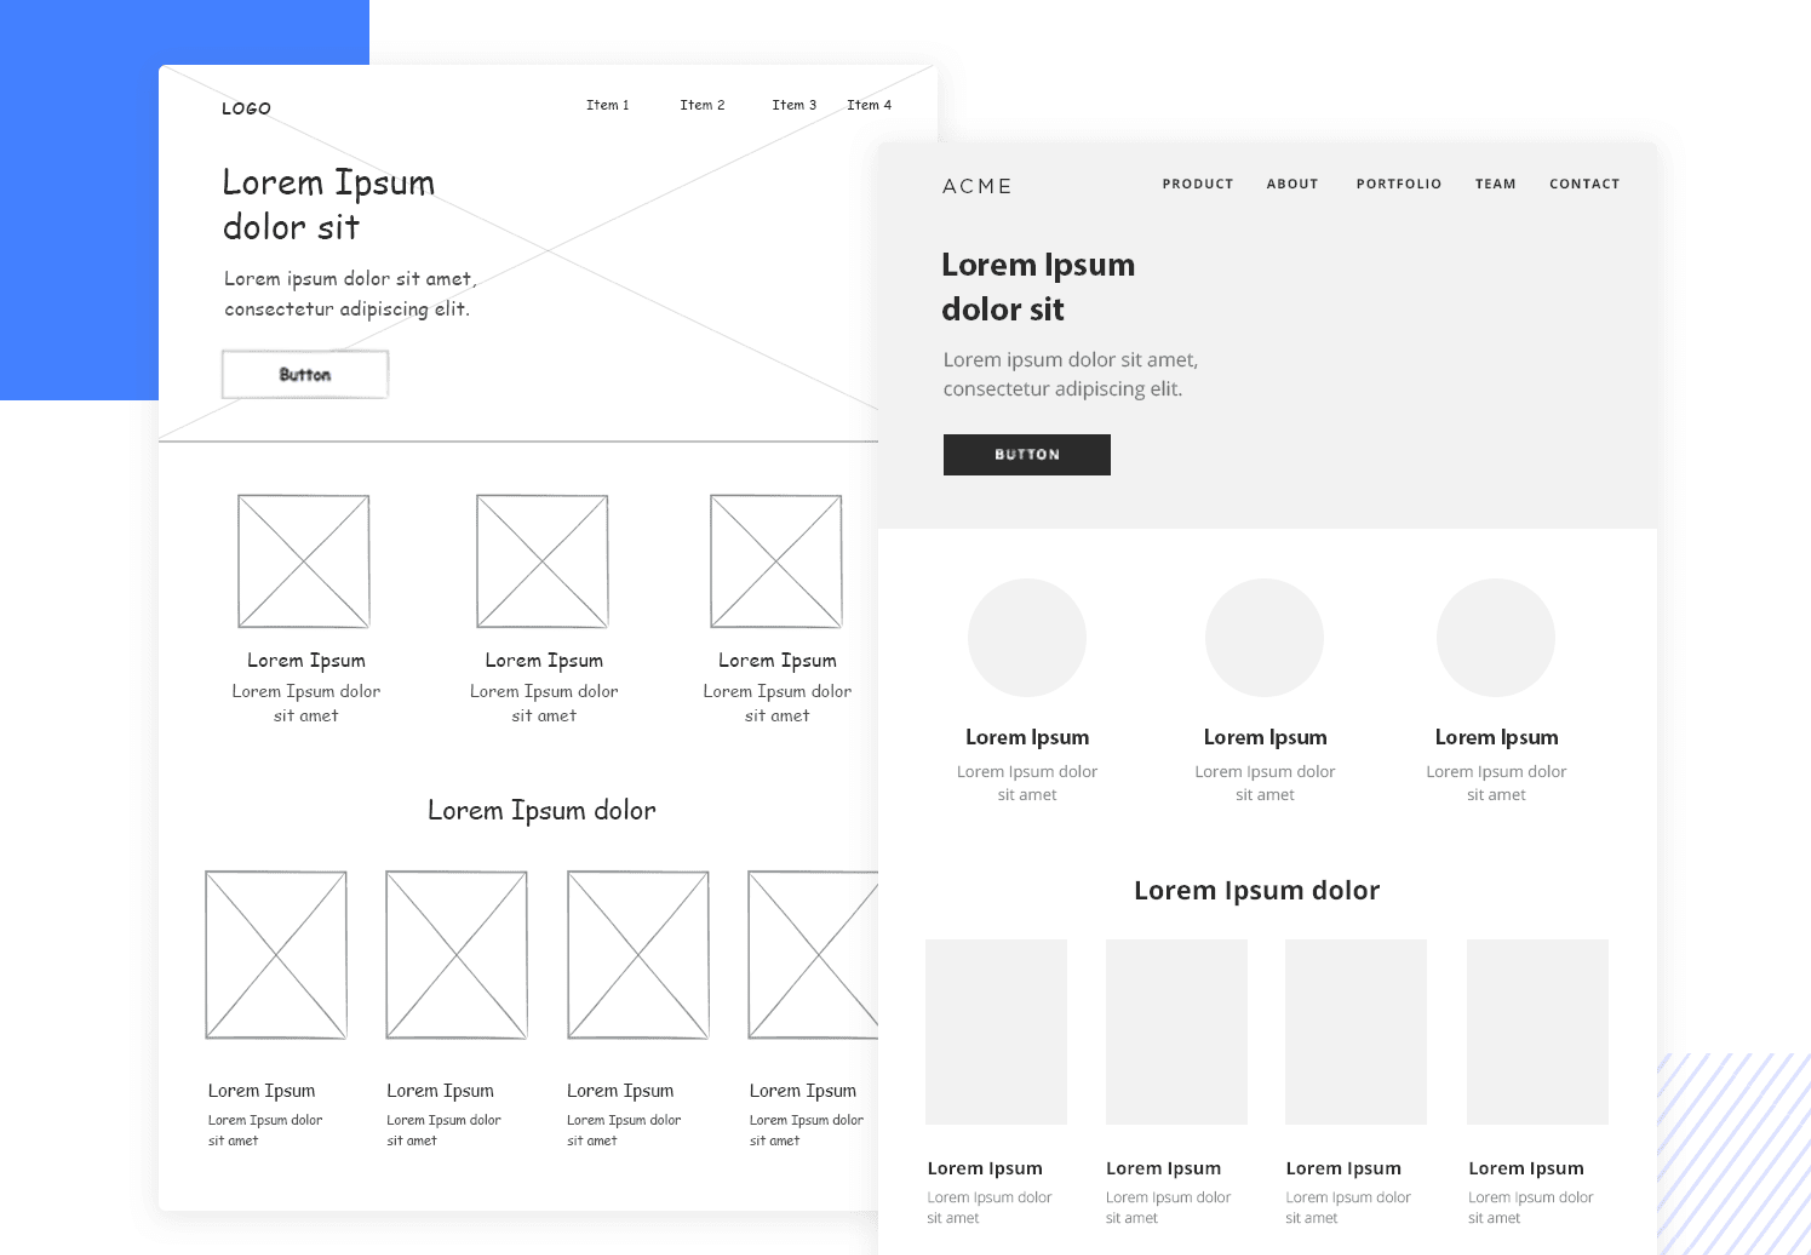 LOGO
Item 1
Item 2
Item 3
Item 4
Lorem Ipsum
dolor sit
Lorem ipsum dolor sit amet,
consectetur adipiscing elit.
Button
Lorem Ipsum
Lorem Ipsum dolor
sit amet
Lorem Ipsum
Lorem Ipsum dolor
sit amet
Lorem Ipsum
Lorem Ipsum dolor
sit amet
Lorem Ipsum dolor
Lorem Ipsum
Lorem Ipsum dolor
sit amet
Lorem Ipsum
Lorem Ipsum dolor
sit amet
Lorem Ipsum
Lorem Ipsum dolor
sit amet
Lorem Ipsum
Lorem Ipsum dolor
sit amet
ACME
PRODUCT
ABOUT
PORTFOLIO
TEAM
CONTACT
Lorem Ipsum
dolor sit
Lorem ipsum dolor sit amet,
consectetur adipiscing elit.
BUTTON
Lorem Ipsum
Lorem Ipsum dolor
sit amet
Lorem Ipsum
Lorem Ipsum dolor
sit amet
Lorem Ipsum
Lorem Ipsum dolor
sit amet
Lorem Ipsum dolor
Lorem Ipsum
Lorem Ipsum dolor
sit amet
Lorem Ipsum
Lorem Ipsum dolor
sit amet
Lorem Ipsum
Lorem Ipsum dolor
sit amet
Lorem Ipsum
Lorem Ipsum dolor
sit amet